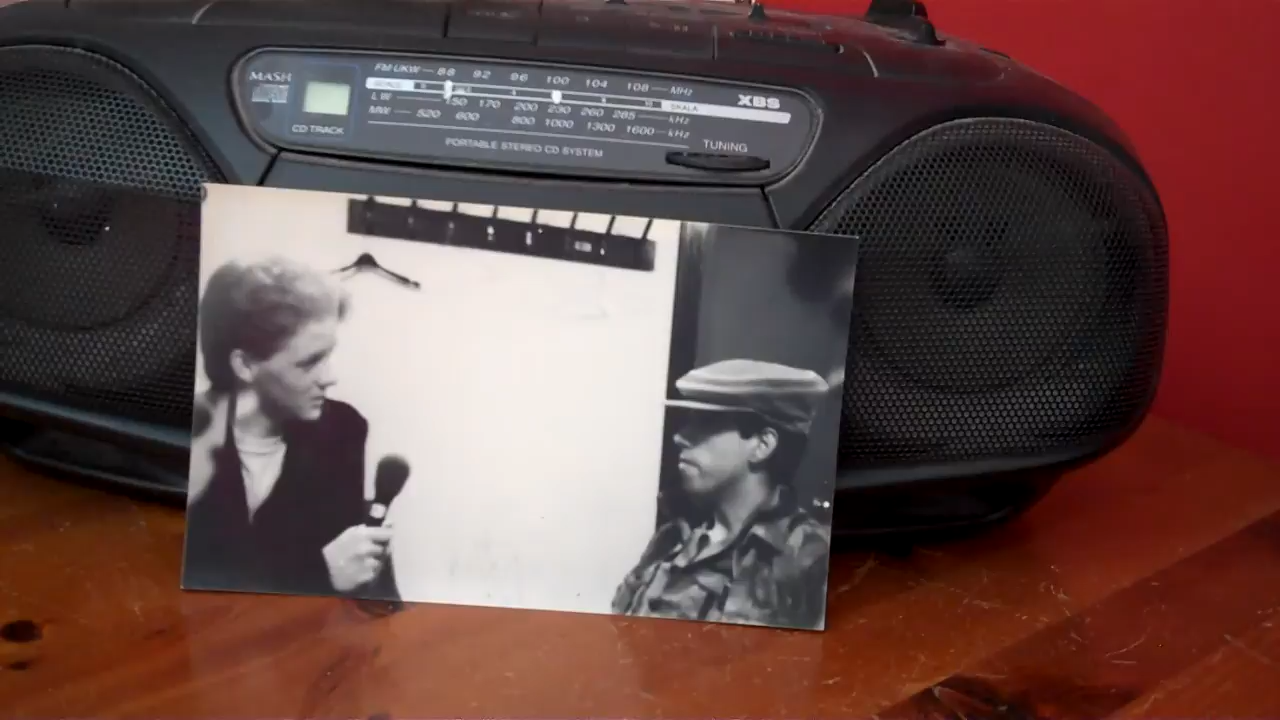 MASH
CD TRACK
FM-UKW 88 92 96 100 104 108 MHz
SKALA
XBS
LW 150 170 200 230 260 285 kHz
MW 520 600 800 1000 1300 1600 kHz
PORTABLE STEREO CD SYSTEM
TUNING